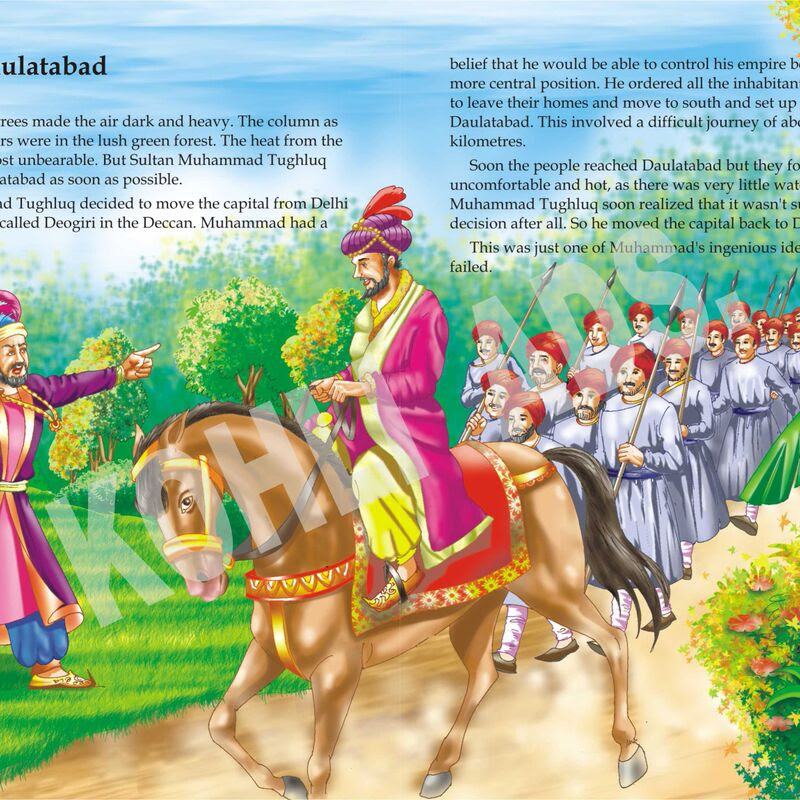 ulatabad
rees made the air dark and heavy. The column as
rs were in the lush green forest. The heat from the
ost unbearable. But Sultan Muhammad Tughluq
atabad as soon as possible.
d Tughluq decided to move the capital from Delhi
called Deogiri in the Deccan. Muhammad had a
belief that he would be able to control his empire be
more central position. He ordered all the inhabitan
to leave their homes and move to south and set up
Daulatabad. This involved a difficult journey of abo
kilometres.
Soon the people reached Daulatabad but they fo
uncomfortable and hot, as there was very little wat
Muhammad Tughluq soon realized that it wasn't su
decision after all. So he moved the capital back to D
This was just one of Muhammad's ingenious ide
failed.
KOHLI ADS.